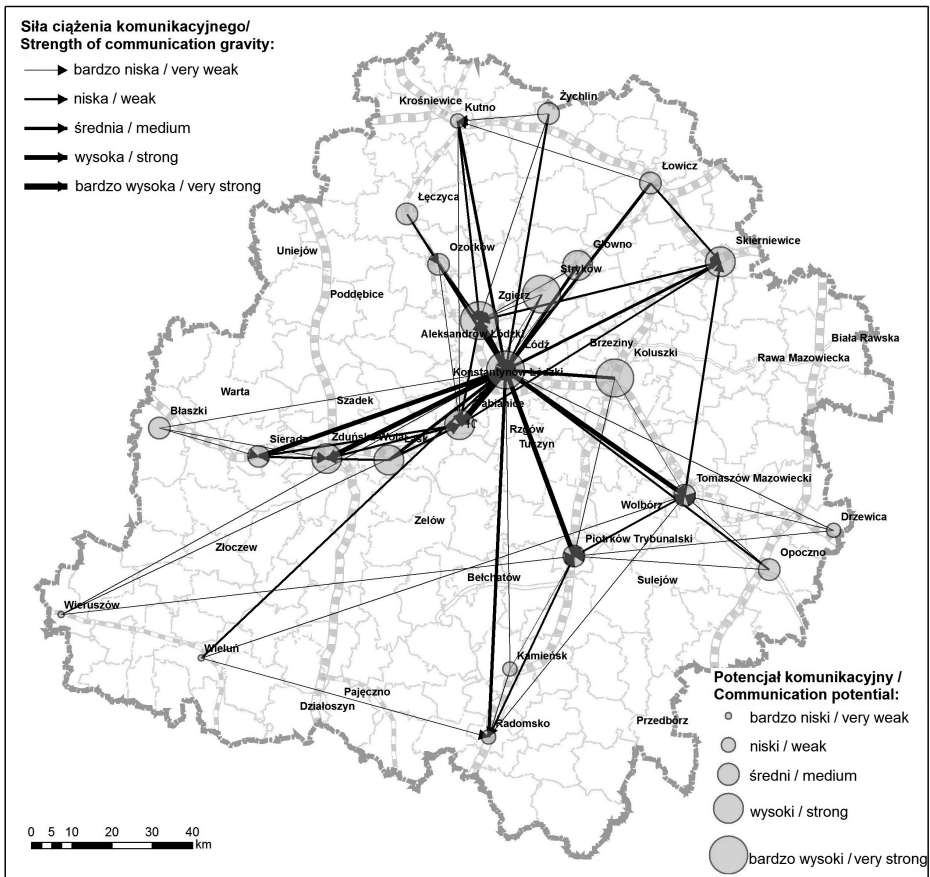 Siła ciążenia komunikacyjnego/
Strength of communication gravity:
bardzo niska / very weak
niska / weak
średnia / medium
wysoka / strong
bardzo wysoka / very strong
Żychlin
Krośniewice
Kutno
Łowicz
Łęczyca
Skierniewice
Głowno
Ozorków
Uniejów
Stryków
Poddębice
Zgierz
Aleksandrów Łódzki
Łódź
Brzeziny
Biała Rawska
Koluszki
Rawa Mazowiecka
Konstantynów Łódzki
Warta
Szadek
Pabianice
Błaszki
Rzgów
Sieradz
Zduńska Wola
Łask
Tuszyn
Tomaszów Mazowiecki
Wolbórz
Zelów
Drzewica
Piotrków Trybunalski
Złoczew
Opoczno
Bełchatów
Sulejów
Wieruszów
Wieluń
Kamieńsk
Pajęczno
Działoszyn
Radomsko
Przedbórz
Potencjał komunikacyjny /
Communication potential:
bardzo niski / very weak
niski / weak
średni / medium
wysoki / strong
bardzo wysoki / very strong
0 5 10 20 30 40
km